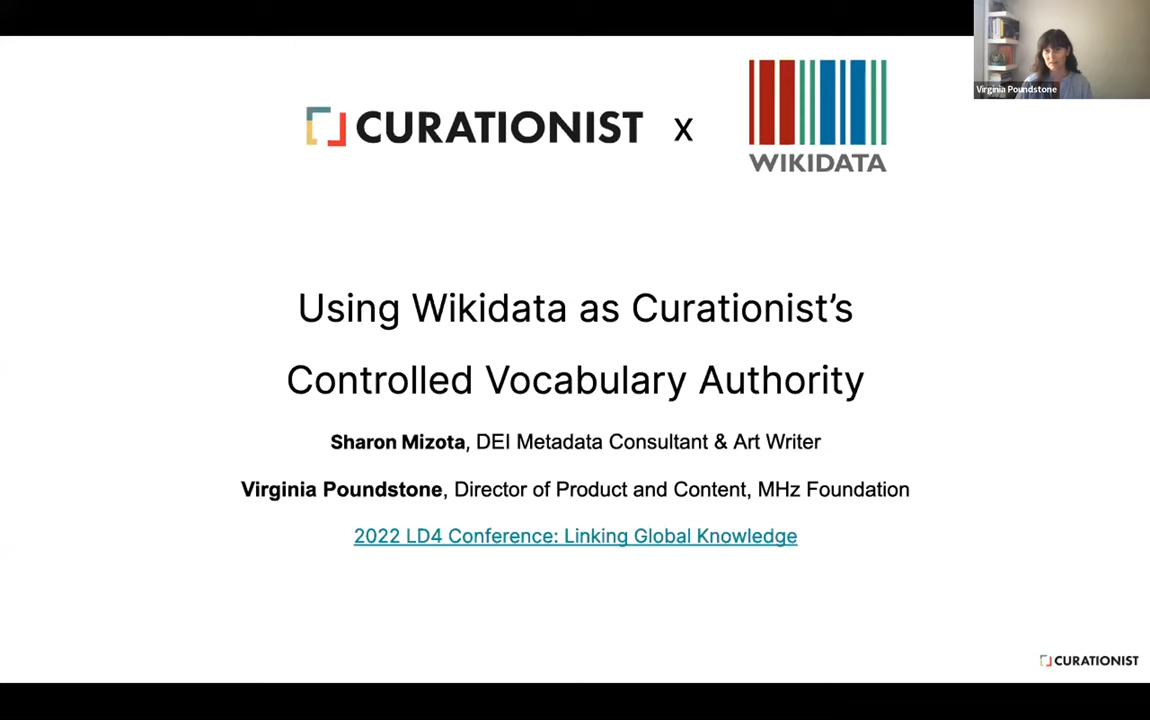 Virginia Poundstone
CURATIONIST x
WIKIDATA
Using Wikidata as Curationist’s
Controlled Vocabulary Authority
Sharon Mizota, DEI Metadata Consultant & Art Writer
Virginia Poundstone, Director of Product and Content, MHz Foundation
2022 LD4 Conference: Linking Global Knowledge
CURATIONIST